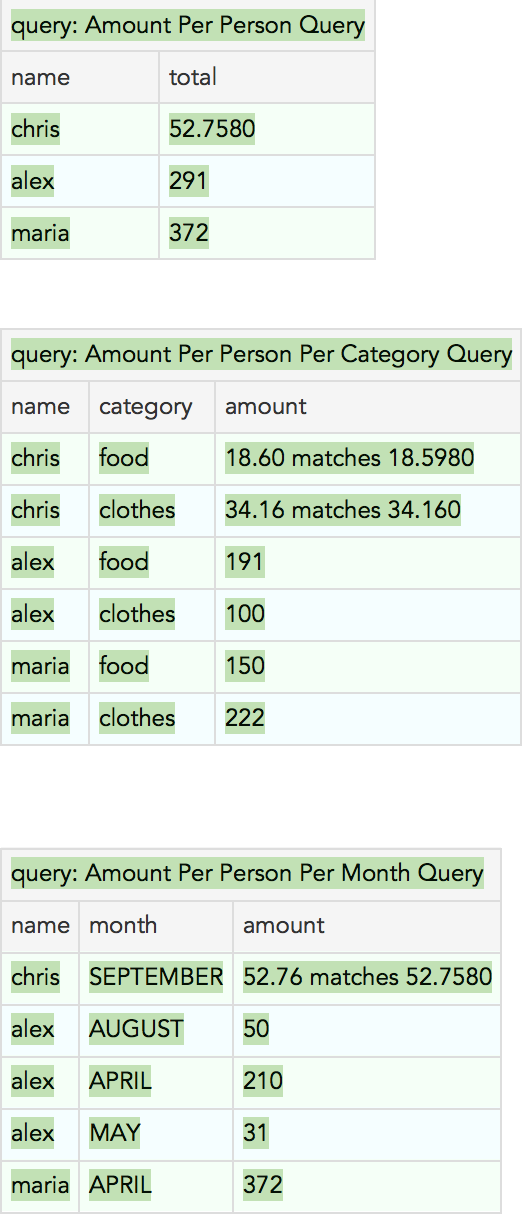 query: Amount Per Person Query
name total
chris 52.7580
alex 291
maria 372
query: Amount Per Person Per Category Query
name category amount
chris food 18.60 matches 18.5980
chris clothes 34.16 matches 34.160
alex food 191
alex clothes 100
maria food 150
maria clothes 222
query: Amount Per Person Per Month Query
name month amount
chris SEPTEMBER 52.76 matches 52.7580
alex AUGUST 50
alex APRIL 210
alex MAY 31
maria APRIL 372